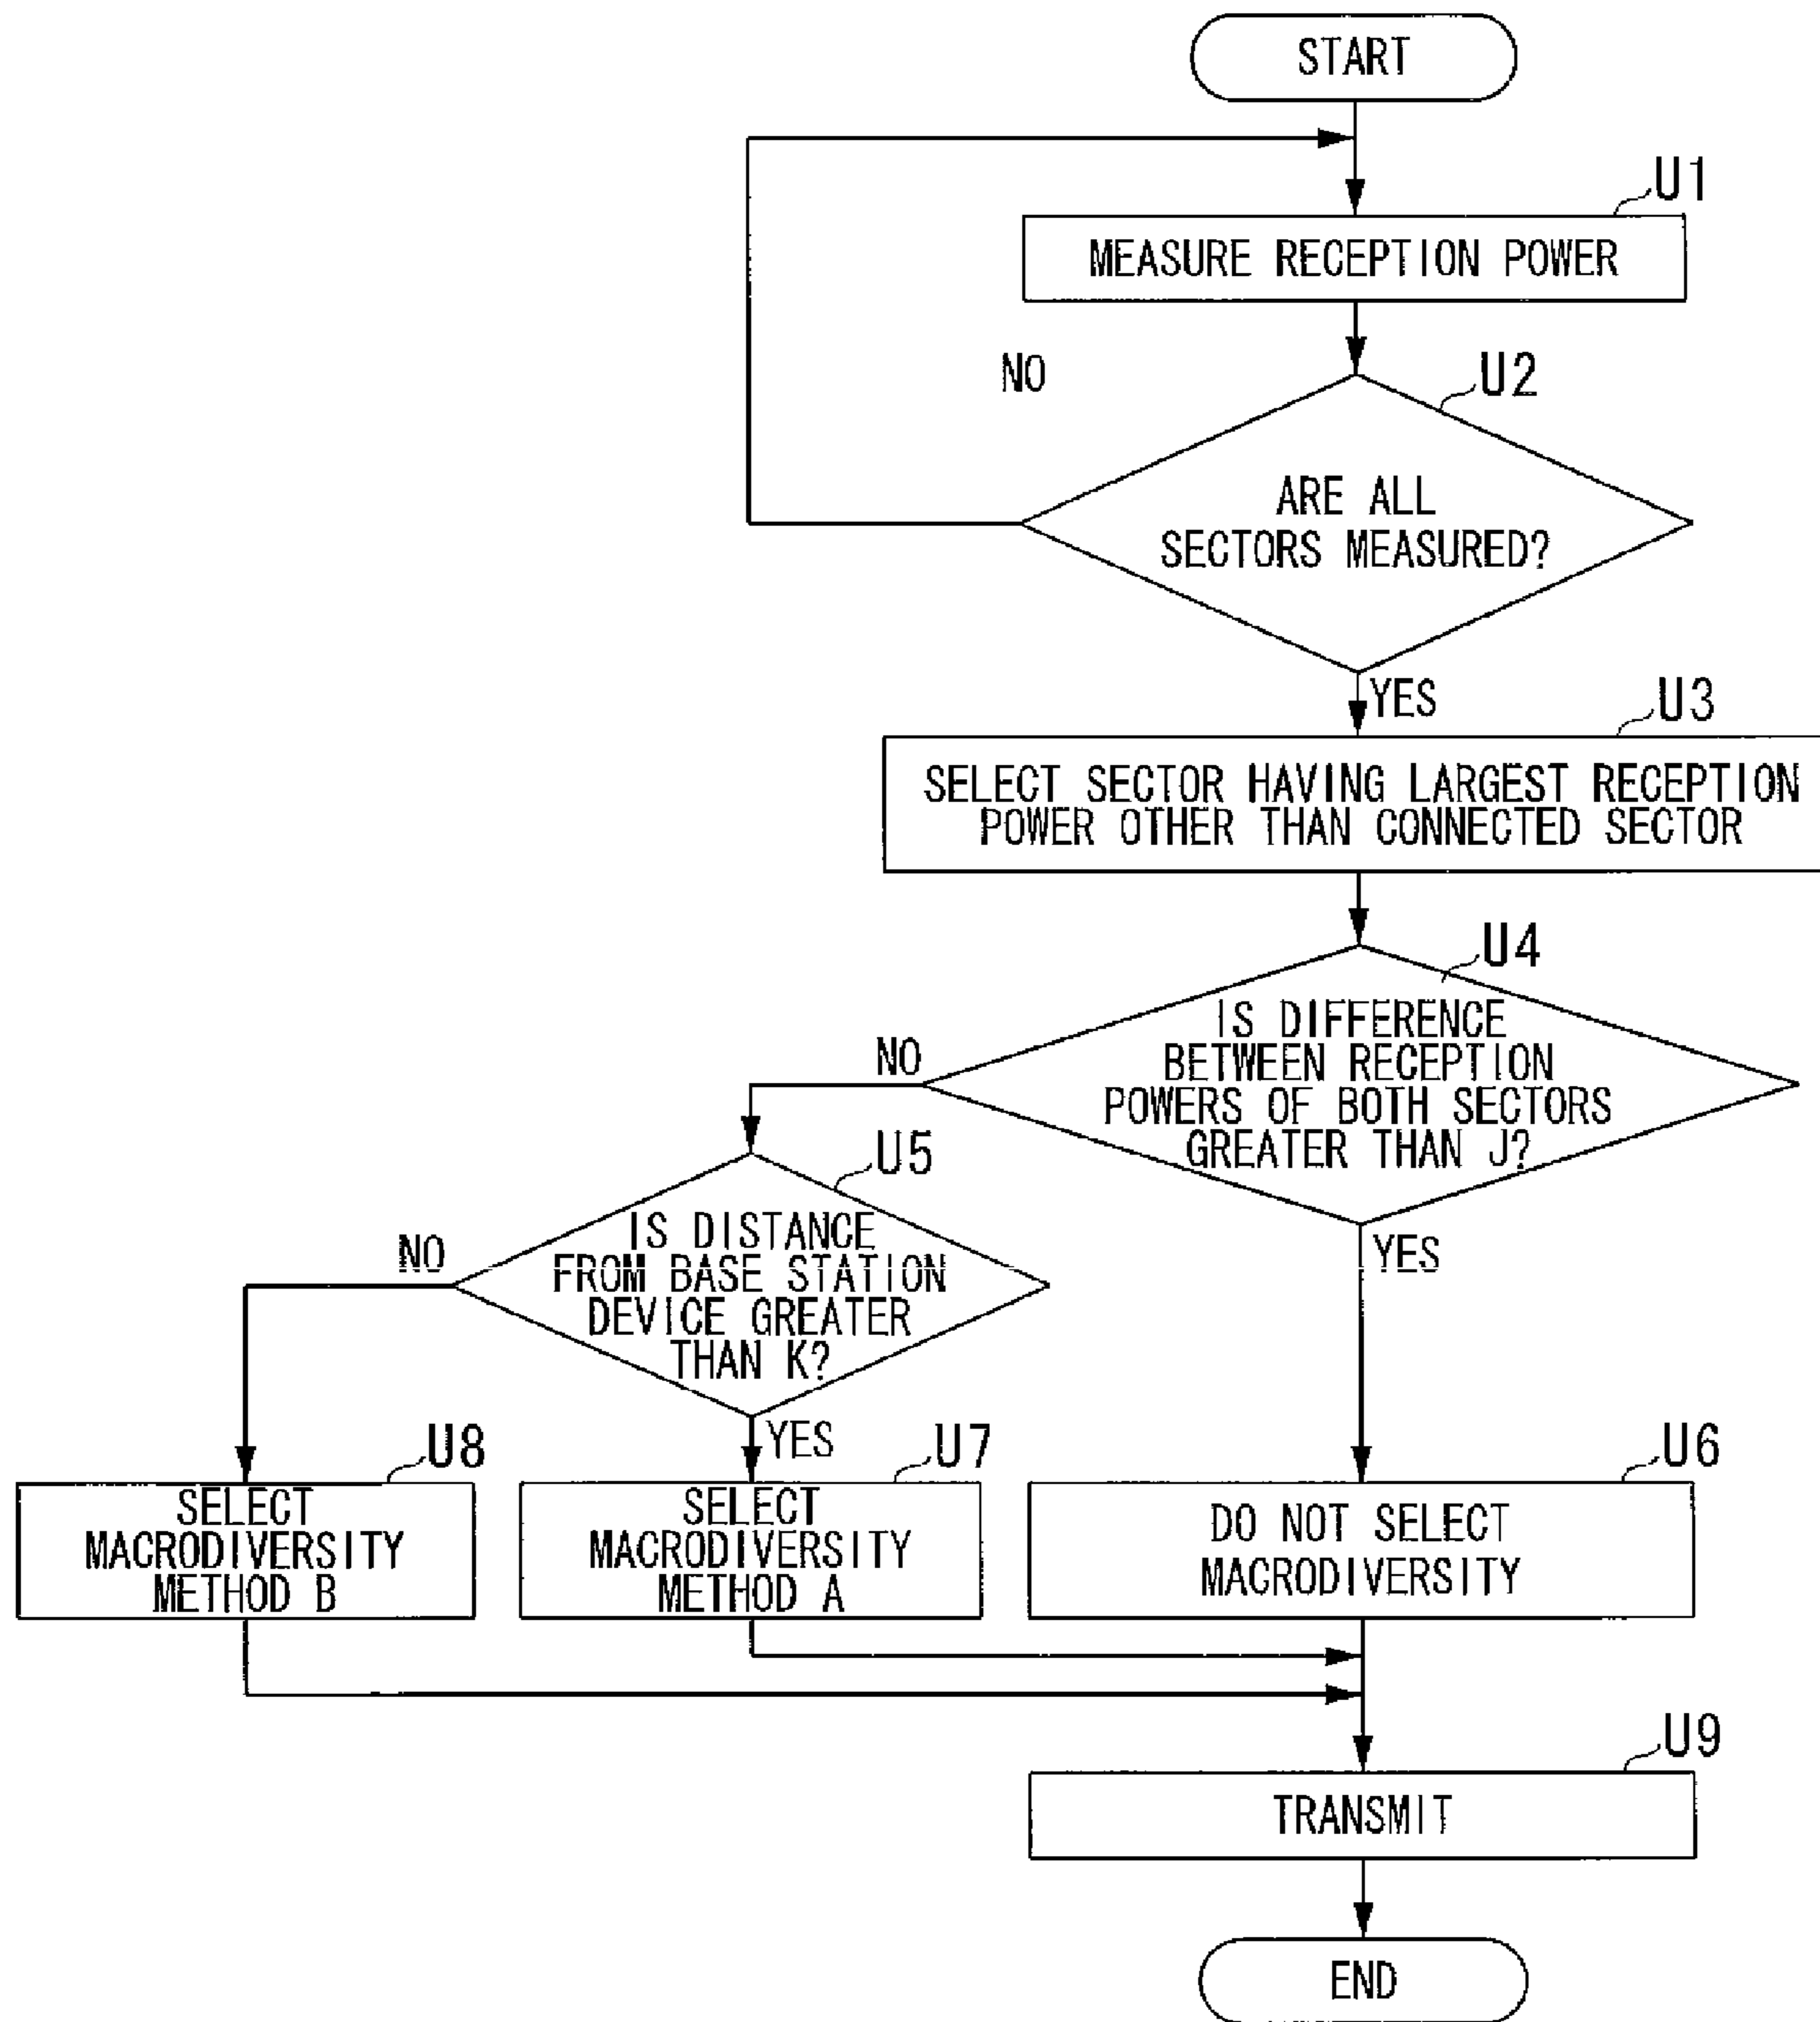 START
U1
MEASURE RECEPTION POWER
NO
U2
ARE ALL
SECTORS MEASURED?
YES
U3
SELECT SECTOR HAVING LARGEST RECEPTION
POWER OTHER THAN CONNECTED SECTOR
U4
IS DIFFERENCE
BETWEEN RECEPTION
POWERS OF BOTH SECTORS
GREATER THAN J?
NO
YES
U5
IS DISTANCE
FROM BASE STATION
DEVICE GREATER
THAN K?
NO
YES
U8
SELECT
MACRODIVERSITY
METHOD B
U7
SELECT
MACRODIVERSITY
METHOD A
U6
DO NOT SELECT
MACRODIVERSITY
U9
TRANSMIT
END